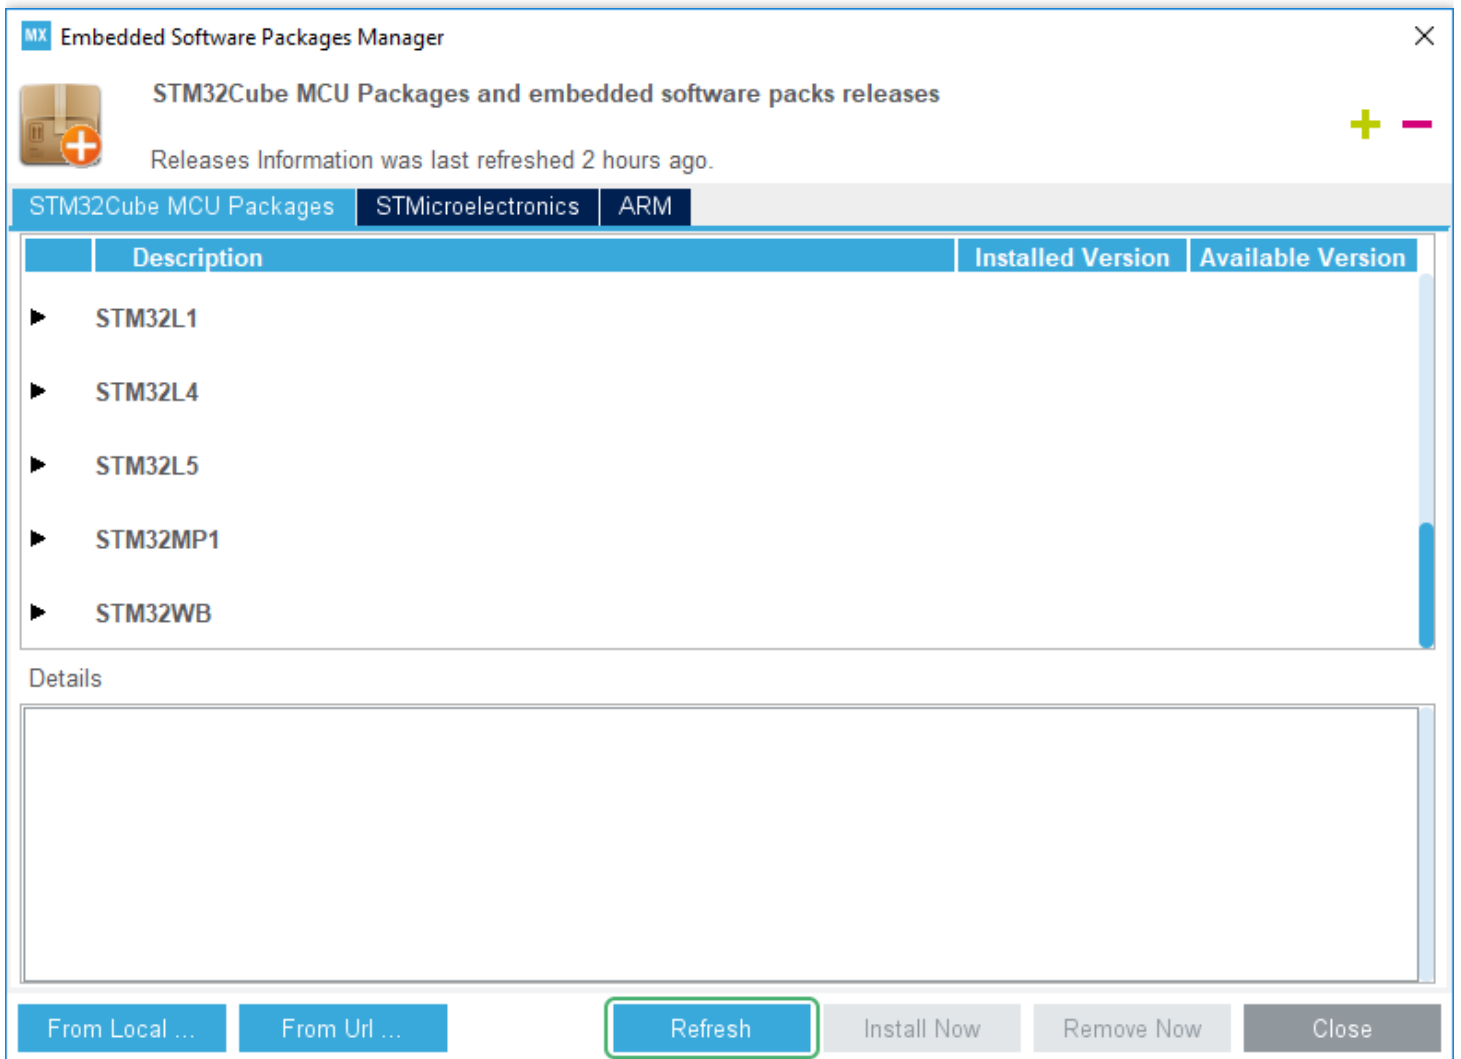 MX Embedded Software Packages Manager
STM32Cube MCU Packages and embedded software packs releases
Releases Information was last refreshed 2 hours ago.
STM32Cube MCU Packages STMicroelectronics ARM
Description Installed Version Available Version
STM32L1
STM32L4
STM32L5
STM32MP1
STM32WB
Details
From Local ... From Url ... Refresh Install Now Remove Now Close